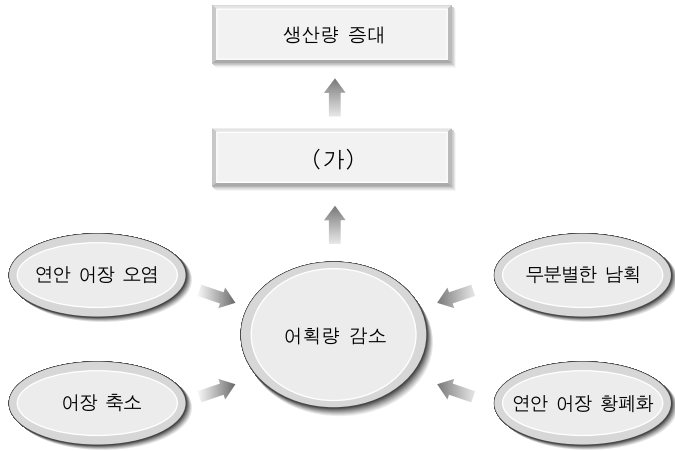 생산량 증대
(가)
연안 어장 오염
무분별한 남획
어획량 감소
어장 축소
연안 어장 황폐화